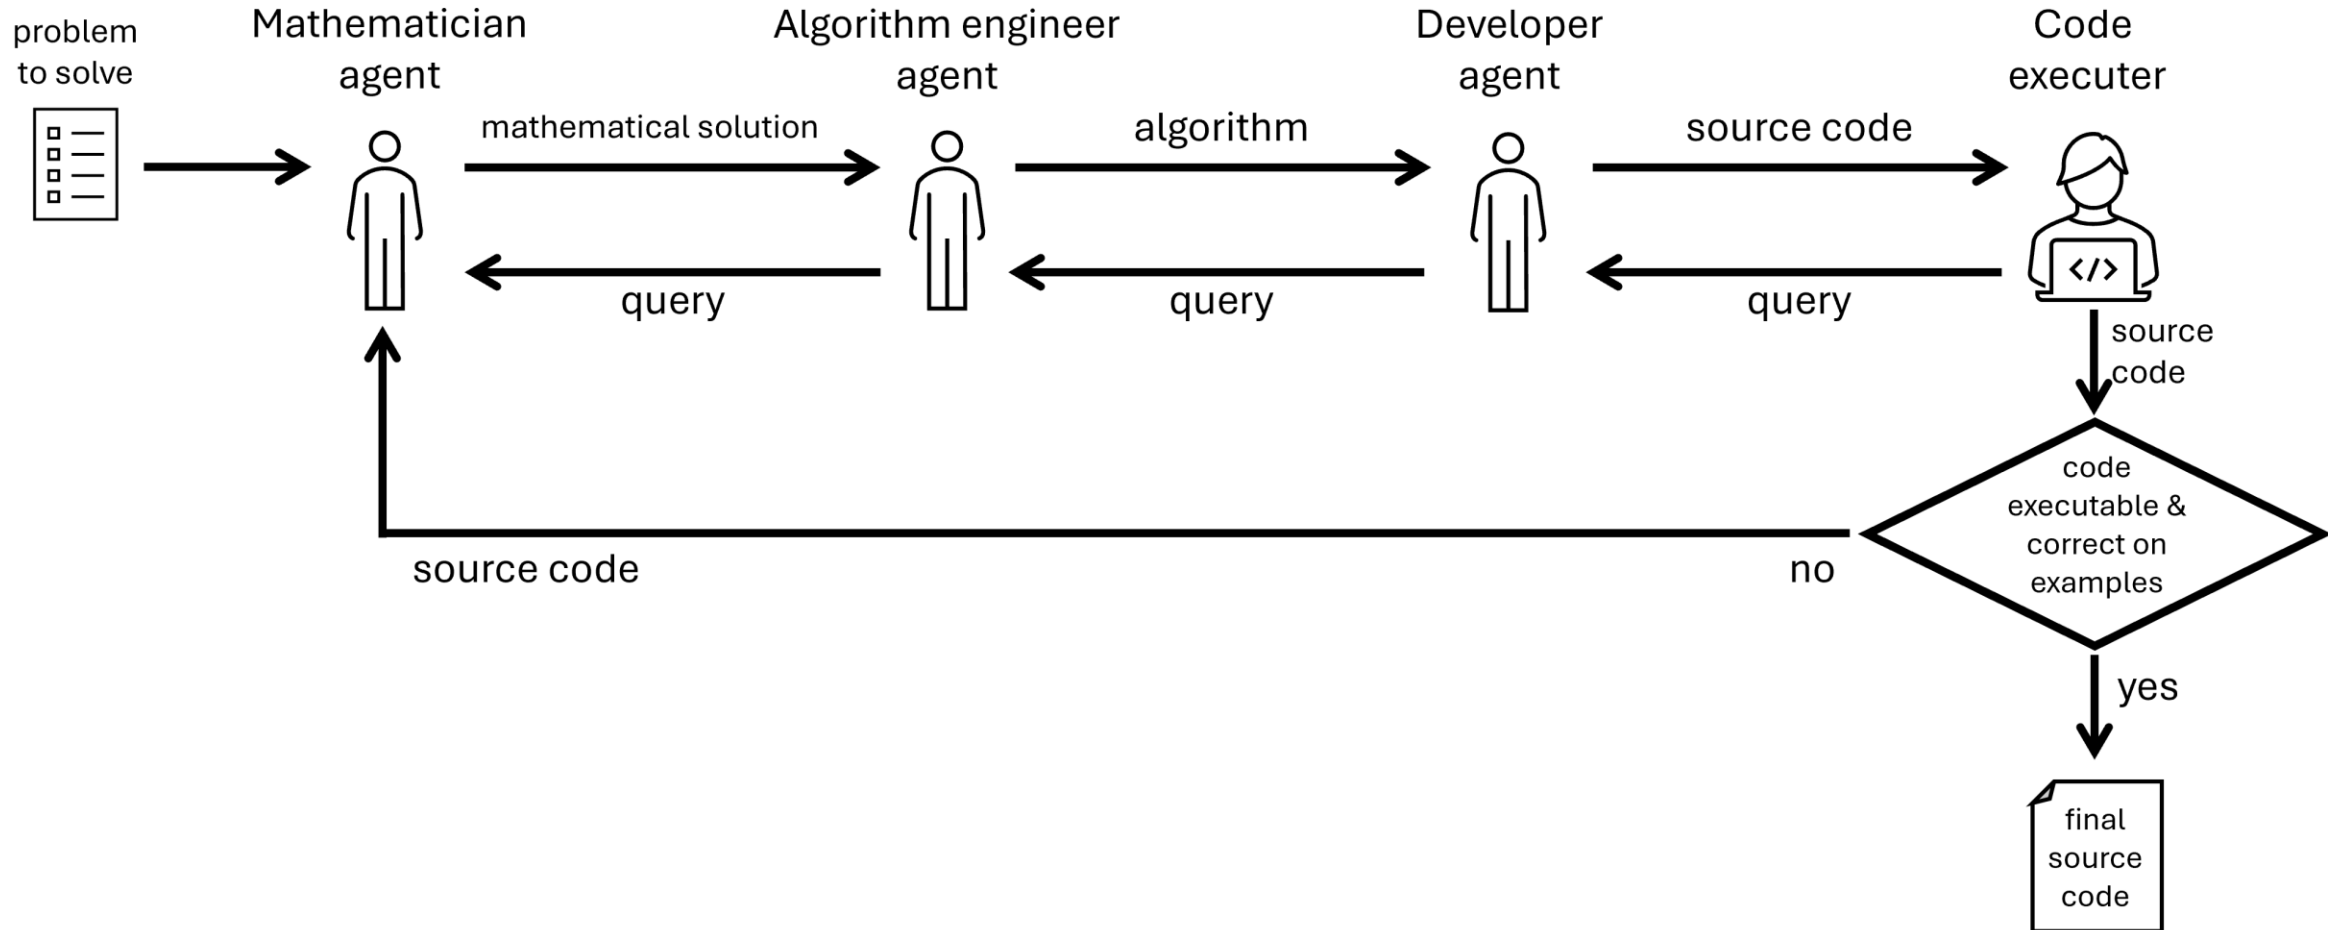 problem
to solve
Mathematician
agent
Algorithm engineer
agent
Developer
agent
Code
executer
mathematical solution
algorithm
source code
query
query
query
source
code
code
executable &
correct on
examples
no
source code
yes
final
source
code